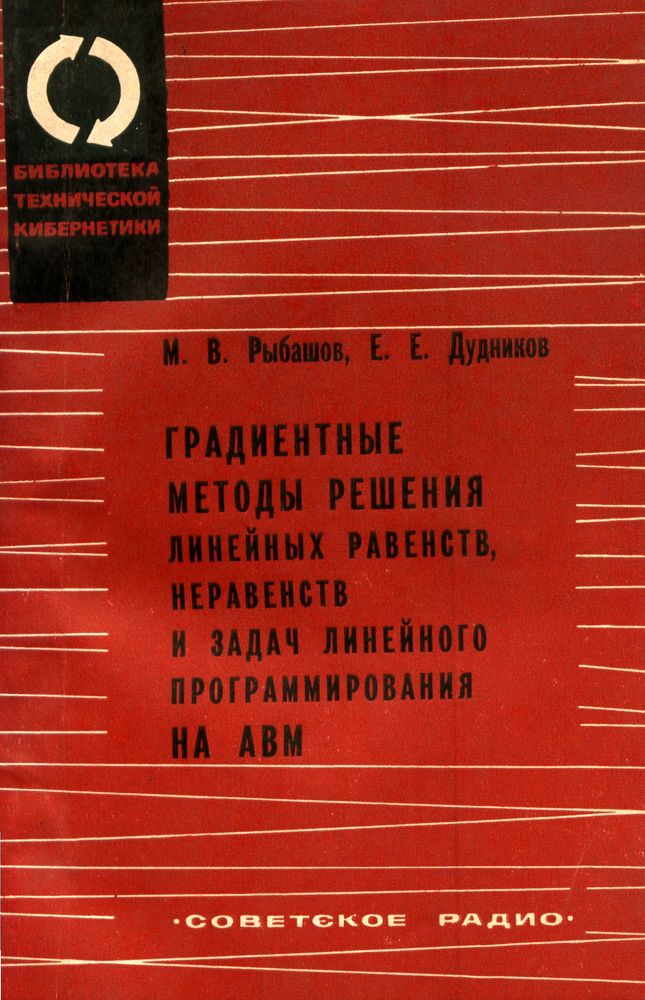 БИБЛИОТЕКА
ТЕХНИЧЕСКОЙ
КИБЕРНЕТИКИ
М. В. Рыбашов, Е. Е. Дудников
ГРАДИЕНТНЫЕ
МЕТОДЫ РЕШЕНИЯ
ЛИНЕЙНЫХ РАВЕНСТВ,
НЕРАВЕНСТВ
И ЗАДАЧ ЛИНЕЙНОГО
ПРОГРАММИРОВАНИЯ
НА АВМ
·СОВЕТСКОЕ РАДИО·